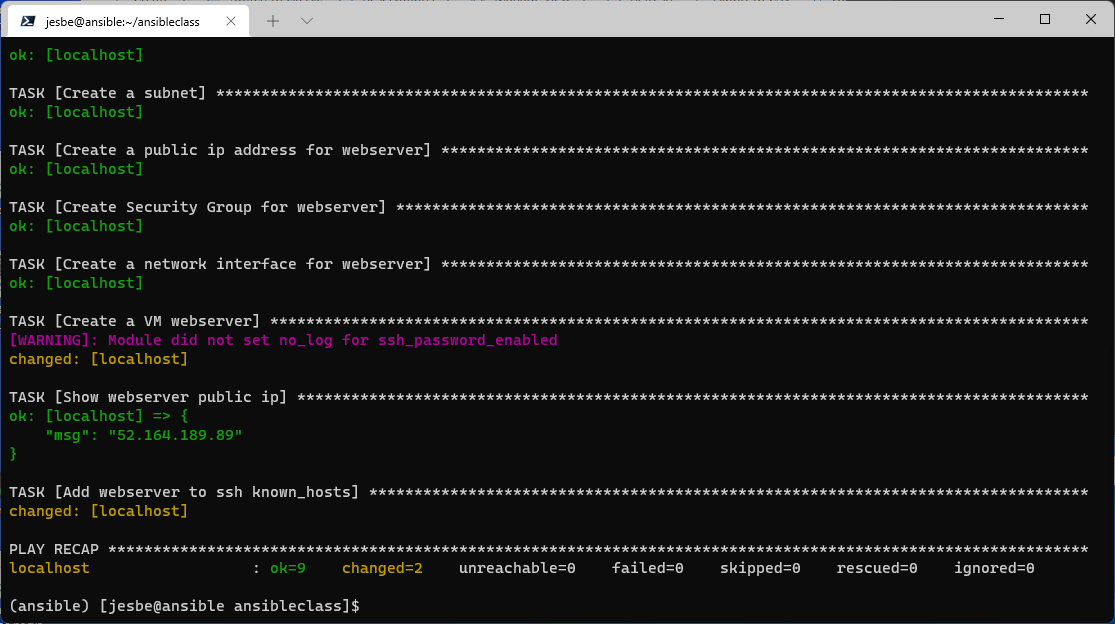 jesbe@ansible:~/ansibleclass
ok: [localhost]
TASK [Create a subnet] *************************************************************************************************
ok: [localhost]
TASK [Create a public ip address for webserver] ************************************************************************
ok: [localhost]
TASK [Create Security Group for webserver] *****************************************************************************
ok: [localhost]
TASK [Create a network interface for webserver] ************************************************************************
ok: [localhost]
TASK [Create a VM webserver] *******************************************************************************************
[WARNING]: Module did not set no_log for ssh_password_enabled
changed: [localhost]
TASK [Show webserver public ip] ****************************************************************************************
ok: [localhost] => {
    "msg": "52.164.189.89"
}
TASK [Add webserver to ssh known_hosts] ********************************************************************************
changed: [localhost]
PLAY RECAP *************************************************************************************************************
localhost                  : ok=9    changed=2    unreachable=0    failed=0    skipped=0    rescued=0    ignored=0
(ansible) [jesbe@ansible ansibleclass]$